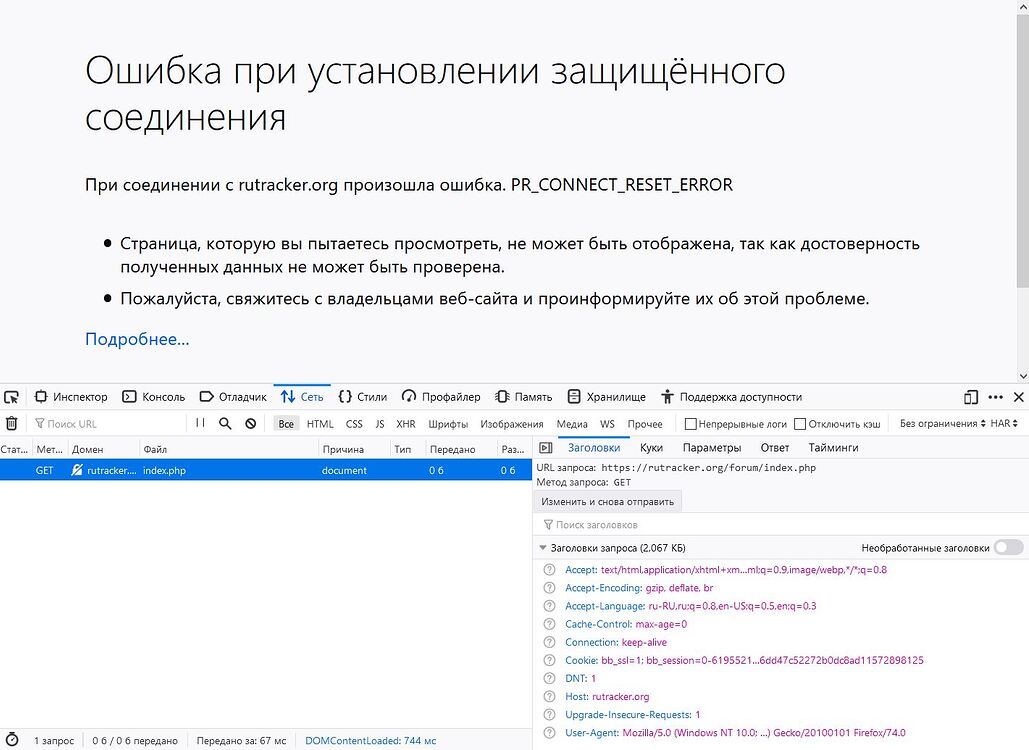 Ошибка при установлении защищённого
соединения
При соединении с rutracker.org произошла ошибка. PR_CONNECT_RESET_ERROR
Страница, которую вы пытаетесь просмотреть, не может быть отображена, так как достоверность
полученных данных не может быть проверена.
Пожалуйста, свяжитесь с владельцами веб-сайта и проинформируйте их об этой проблеме.
Подробнее…
Инспектор Консоль Отладчик Сеть Стили Профайлер Память Хранилище Поддержка доступности
Поиск URL Все HTML CSS JS XHR Шрифты Изображения Медиа WS Прочее Непрерывные логи Отключить кэш Без ограничения HAR
Стат… Мет… Домен Файл Причина Тип Передано Раз…
GET rutracker.… index.php document 0 б 0 б
Заголовки Куки Параметры Ответ Тайминги
URL запроса: https://rutracker.org/forum/index.php
Метод запроса: GET
Изменить и снова отправить
Поиск заголовков
Заголовки запроса (2,067 КБ) Необработанные заголовки
Accept: text/html,application/xhtml+xm…ml;q=0.9,image/webp,*/*;q=0.8
Accept-Encoding: gzip, deflate, br
Accept-Language: ru-RU,ru;q=0.8,en-US;q=0.5,en;q=0.3
Cache-Control: max-age=0
Connection: keep-alive
Cookie: bb_ssl=1; bb_session=0-6195521…6dd47c52272b0dc8ad11572898125
DNT: 1
Host: rutracker.org
Upgrade-Insecure-Requests: 1
User-Agent: Mozilla/5.0 (Windows NT 10.0; …) Gecko/20100101 Firefox/74.0
1 запрос 0 б / 0 б передано Передано за: 67 мс DOMContentLoaded: 744 мс